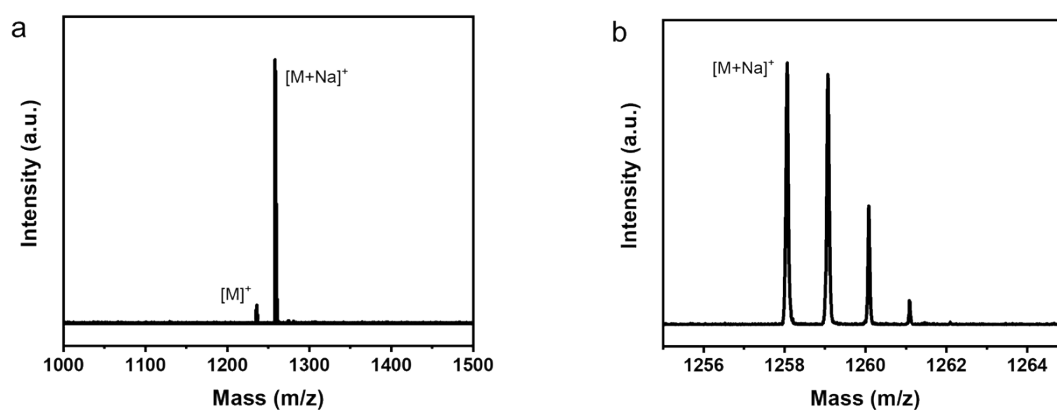 a
Intensity (a.u.)
[M+Na]⁺
[M]⁺
1000 1100 1200 1300 1400 1500
Mass (m/z)
b
Intensity (a.u.)
[M+Na]⁺
1256 1258 1260 1262 1264
Mass (m/z)